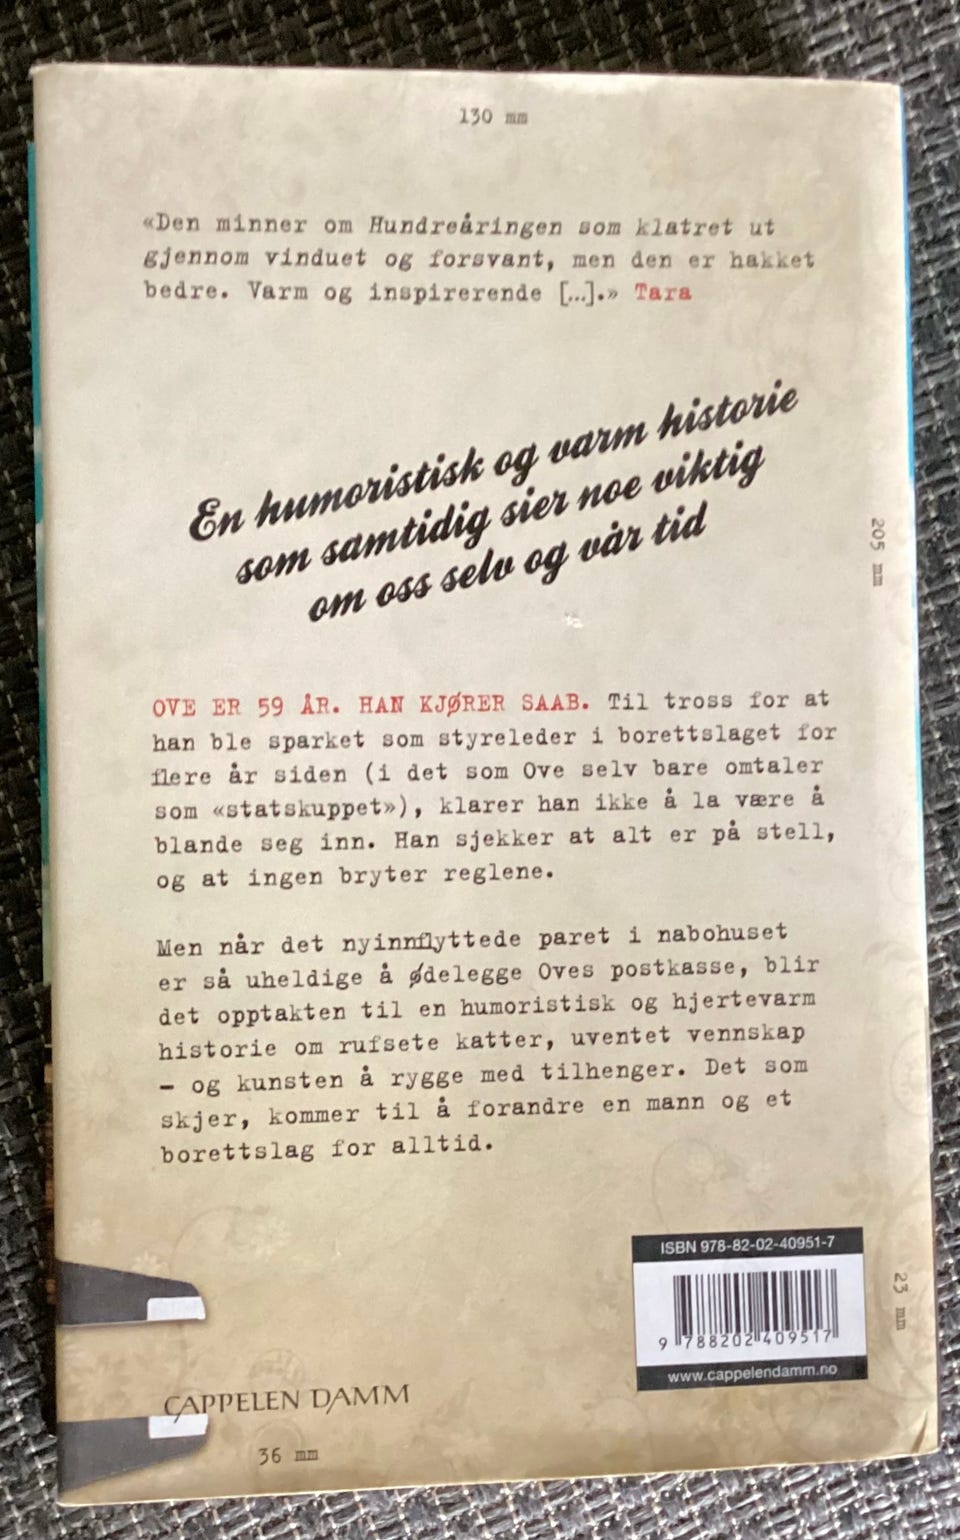 130 mm
«Den minner om Hundreåringen som klatret ut
gjennom vinduet og forsvant, men den er hakket
bedre. Varm og inspirerende [...].» Tara
En humoristisk og varm historie
som samtidig sier noe viktig
om oss selv og vår tid
205 mm
OVE ER 59 ÅR. HAN KJØRER SAAB. Til tross for at
han ble sparket som styreleder i borettslaget for
flere år siden (i det som Ove selv bare omtaler
som «statskuppet»), klarer han ikke å la være å
blande seg inn. Han sjekker at alt er på stell,
og at ingen bryter reglene.
Men når det nyinnflyttede paret i nabohuset
er så uheldige å ødelegge Oves postkasse, blir
det opptakten til en humoristisk og hjertevarm
historie om rufsete katter, uventet vennskap
– og kunsten å rygge med tilhenger. Det som
skjer, kommer til å forandre en mann og et
borettslag for alltid.
ISBN 978-82-02-40951-7
9 788202 409517
www.cappelendamm.no
23 mm
CAPPELEN DAMM
36 mm